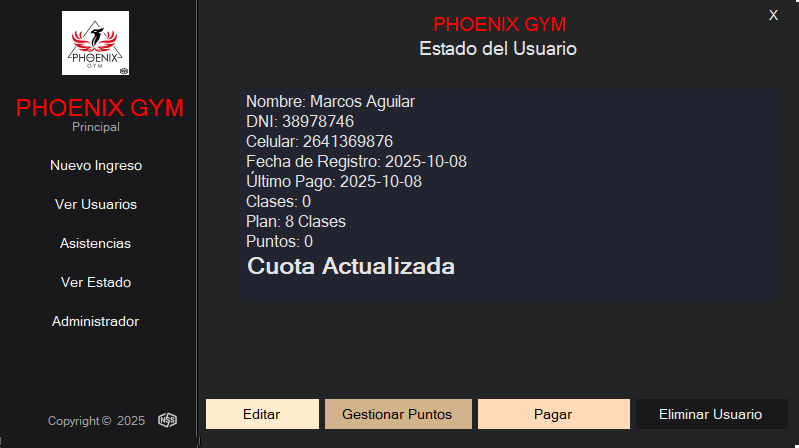 PHOENIX
GYM
PHOENIX GYM
Principal
Nuevo Ingreso
Ver Usuarios
Asistencias
Ver Estado
Administrador
Copyright © 2025
NSS
X
PHOENIX GYM
Estado del Usuario
Nombre: Marcos Aguilar
DNI: 38978746
Celular: 2641369876
Fecha de Registro: 2025-10-08
Último Pago: 2025-10-08
Clases: 0
Plan: 8 Clases
Puntos: 0
Cuota Actualizada
Editar
Gestionar Puntos
Pagar
Eliminar Usuario